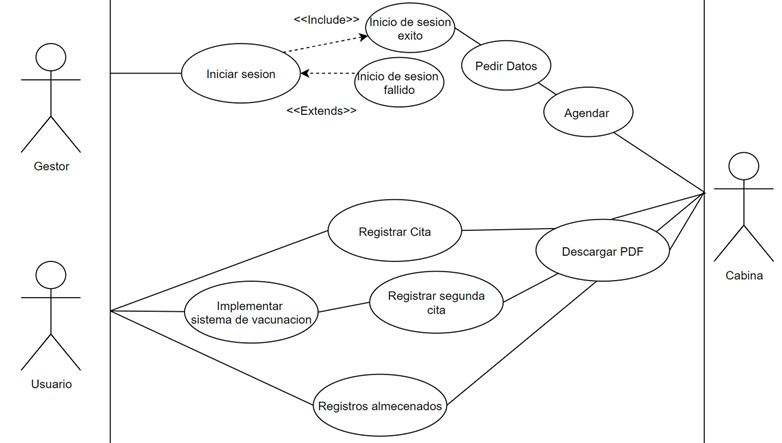 <<Include>>
Inicio de sesion
exito
Iniciar sesion
Pedir Datos
Inicio de sesion
fallido
<<Extends>>
Agendar
Gestor
Registrar Cita
Descargar PDF
Cabina
Implementar
sistema de vacunacion
Registrar segunda
cita
Usuario
Registros almecenados